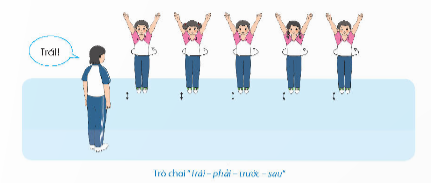 Trái!
Trò chơi "Trái – phải – trước – sau"